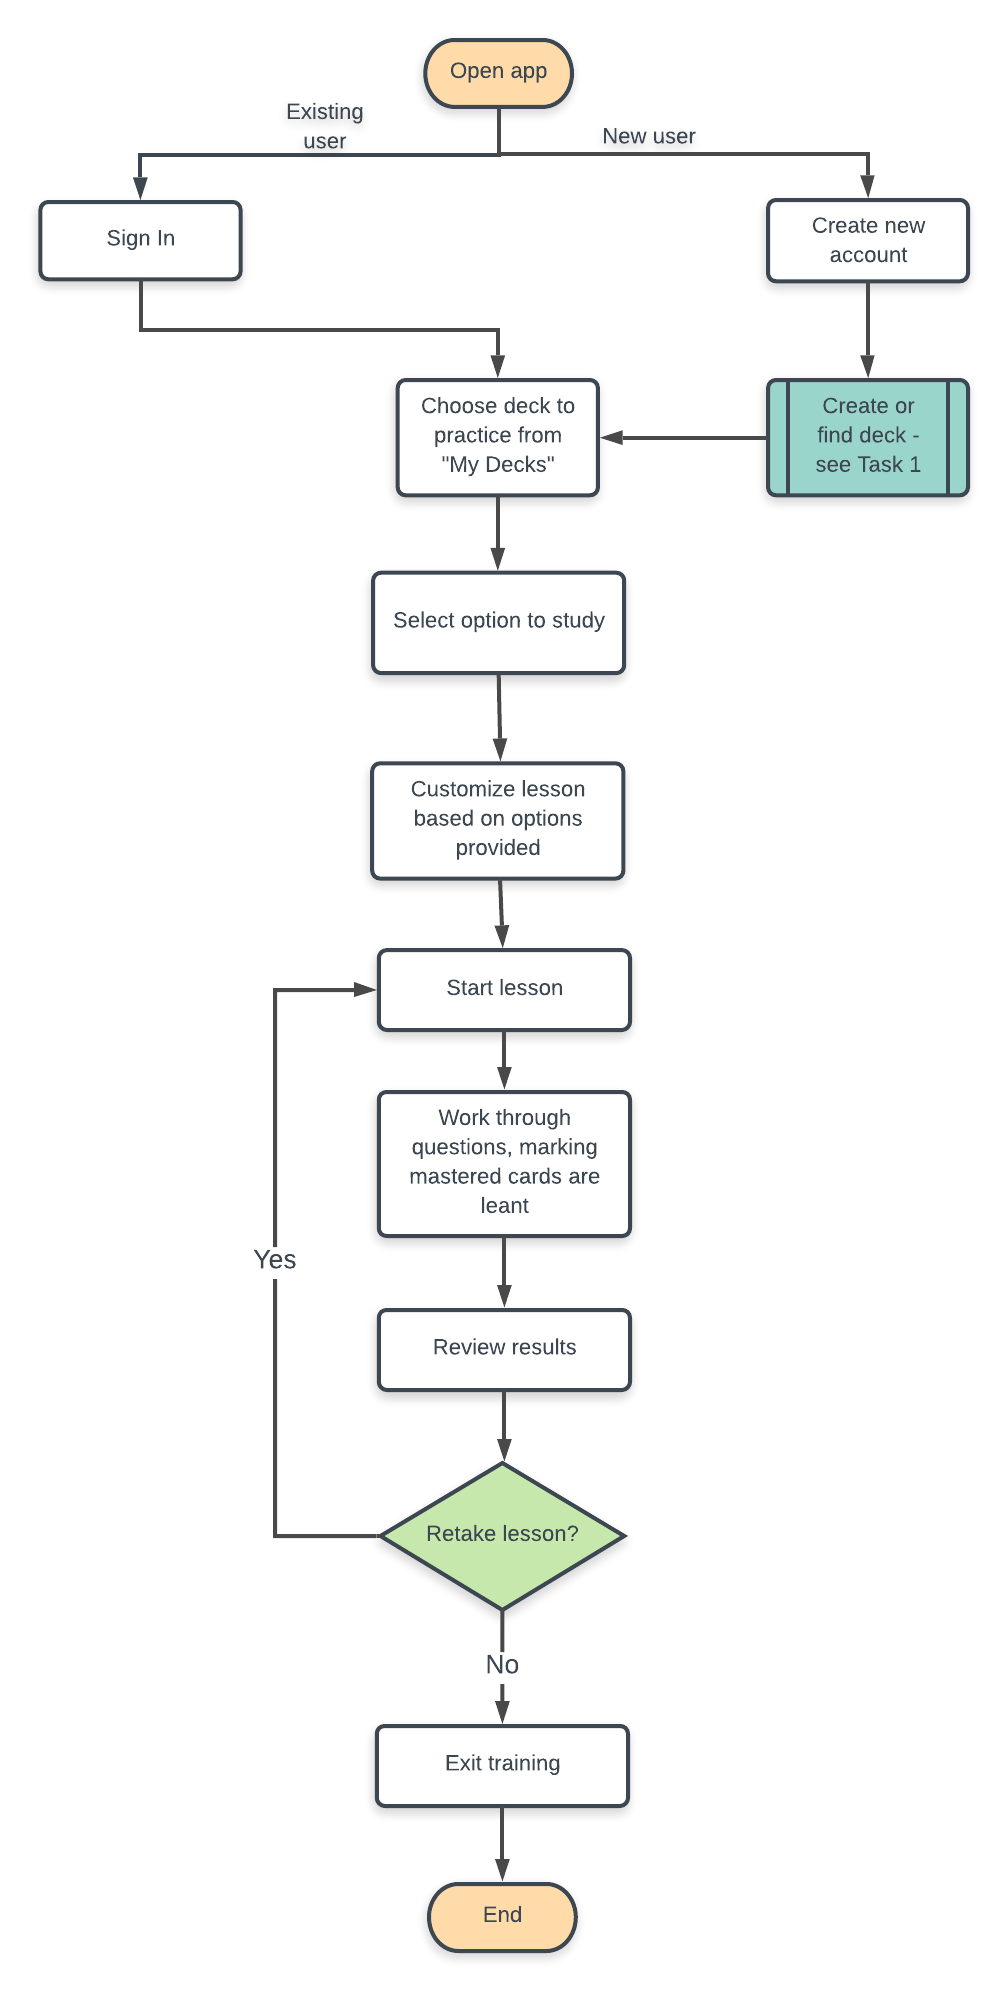 Open app
Existing
user
New user
Sign In
Create new
account
Choose deck to
practice from
"My Decks"
Create or
find deck -
see Task 1
Select option to study
Customize lesson
based on options
provided
Start lesson
Work through
questions, marking
mastered cards are
leant
Yes
Review results
Retake lesson?
No
Exit training
End